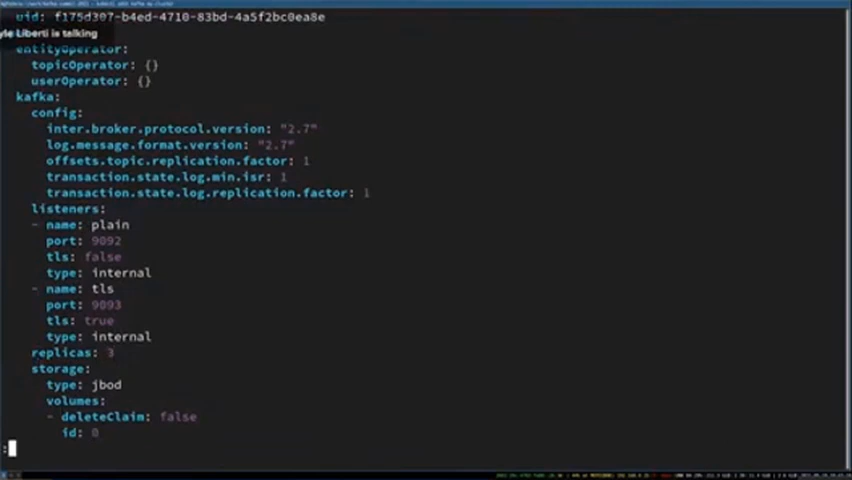 uid: f175d307-b4ed-4710-83bd-4a5f2bc0ea8e
yle Liberti is talking
entityOperator:
topicOperator: {}
userOperator: {}
kafka:
config:
inter.broker.protocol.version: "2.7"
log.message.format.version: "2.7"
offsets.topic.replication.factor: 1
transaction.state.log.min.isr: 1
transaction.state.log.replication.factor: 1
listeners:
- name: plain
port: 9092
tls: false
type: internal
- name: tls
port: 9093
tls: true
type: internal
replicas: 3
storage:
type: jbod
volumes:
- deleteClaim: false
id: 0
: